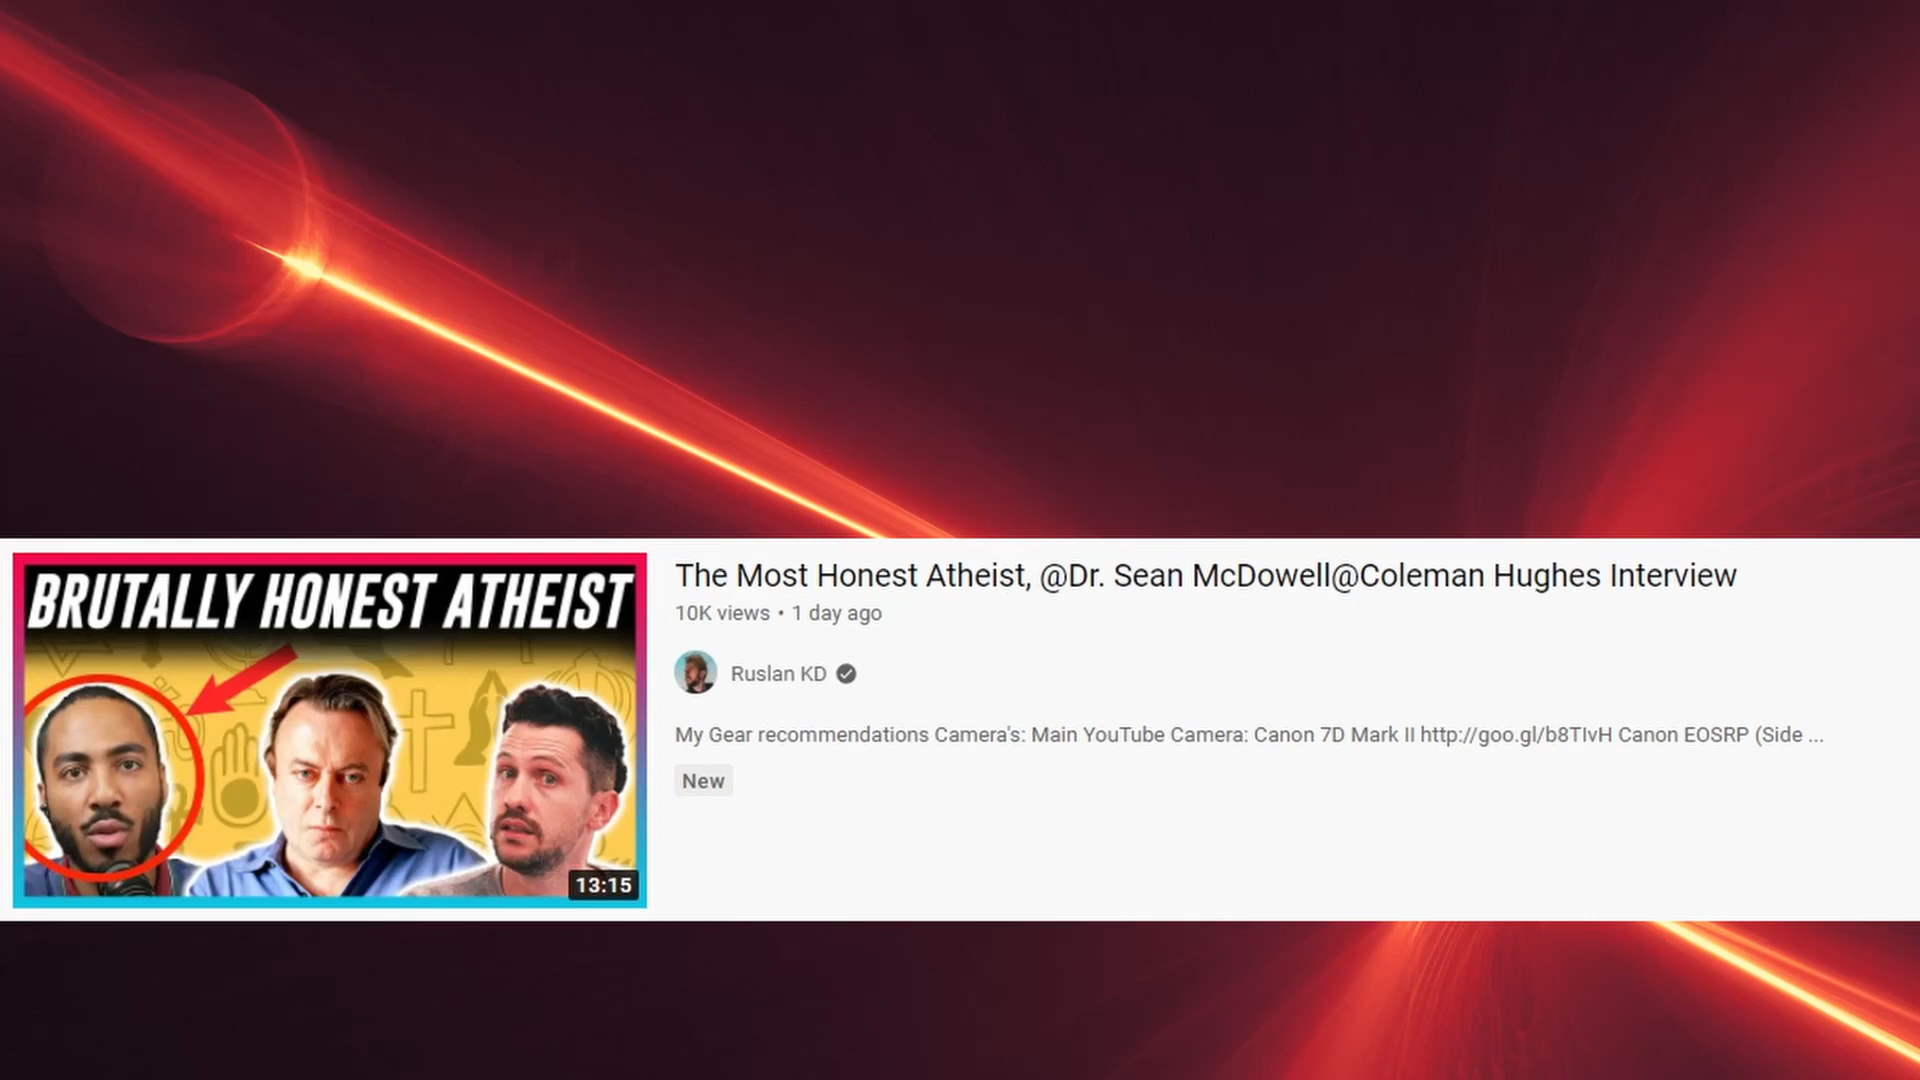 BRUTALLY HONEST ATHEIST
13:15
The Most Honest Atheist, @Dr. Sean McDowell@Coleman Hughes Interview
10K views • 1 day ago
Ruslan KD
My Gear recommendations Camera's: Main YouTube Camera: Canon 7D Mark II http://goo.gl/b8TIvH Canon EOSRP (Side ...
New